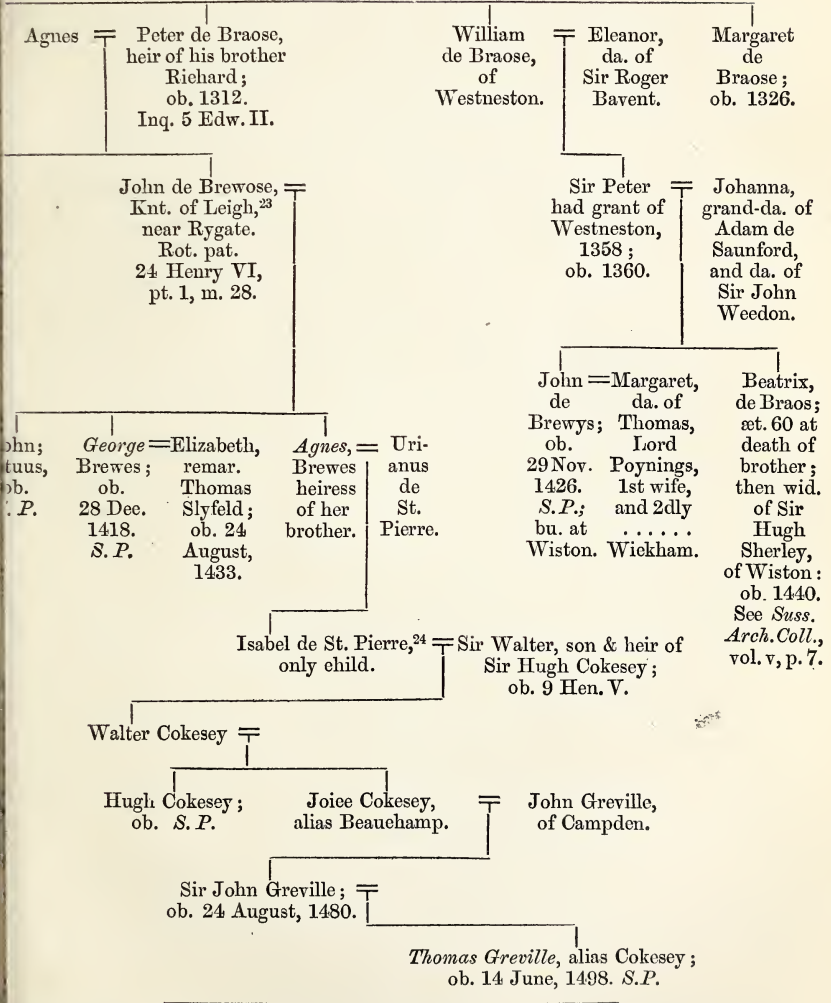 Agnes = Peter de Braose,
heir of his brother
Richard;
ob. 1312.
Inq. 5 Edw. II.
William
de Braose,
of
Westneston.
= Eleanor,
da. of
Sir Roger
Bavent.
Margaret
de
Braose;
ob. 1326.
John de Brewose, =
Knt. of Leigh,²³
near Rygate.
Rot. pat.
24 Henry VI,
pt. 1, m. 28.
Sir Peter =
had grant of
Westneston,
1358;
ob. 1360.
Johanna,
grand-da. of
Adam de
Saunford,
and da. of
Sir John
Weedon.
ohn;
tuus,
ob.
. P.
George =
Brewes;
ob.
28 Dec.
1418.
S. P.
Elizabeth,
remar.
Thomas
Slyfeld;
ob. 24
August,
1433.
Agnes, =
Brewes
heiress
of her
brother.
Uri-
anus
de
St.
Pierre.
John =
de
Brewys;
ob.
29 Nov.
1426.
S.P.;
bu. at
Wiston.
Margaret,
da. of
Thomas,
Lord
Poynings,
1st wife,
and 2dly
......
Wickham.
Beatrix,
de Braos;
æt. 60 at
death of
brother;
then wid.
of Sir
Hugh
Sherley,
of Wiston:
ob. 1440.
See Suss.
Arch. Coll.,
vol. v, p. 7.
Isabel de St. Pierre,²⁴ =
only child.
Sir Walter, son & heir of
Sir Hugh Cokesey;
ob. 9 Hen. V.
Walter Cokesey =
Hugh Cokesey;
ob. S. P.
Joice Cokesey,
alias Beauchamp.
= John Greville,
of Campden.
Sir John Greville; =
ob. 24 August, 1480.
Thomas Greville, alias Cokesey;
ob. 14 June, 1498. S.P.